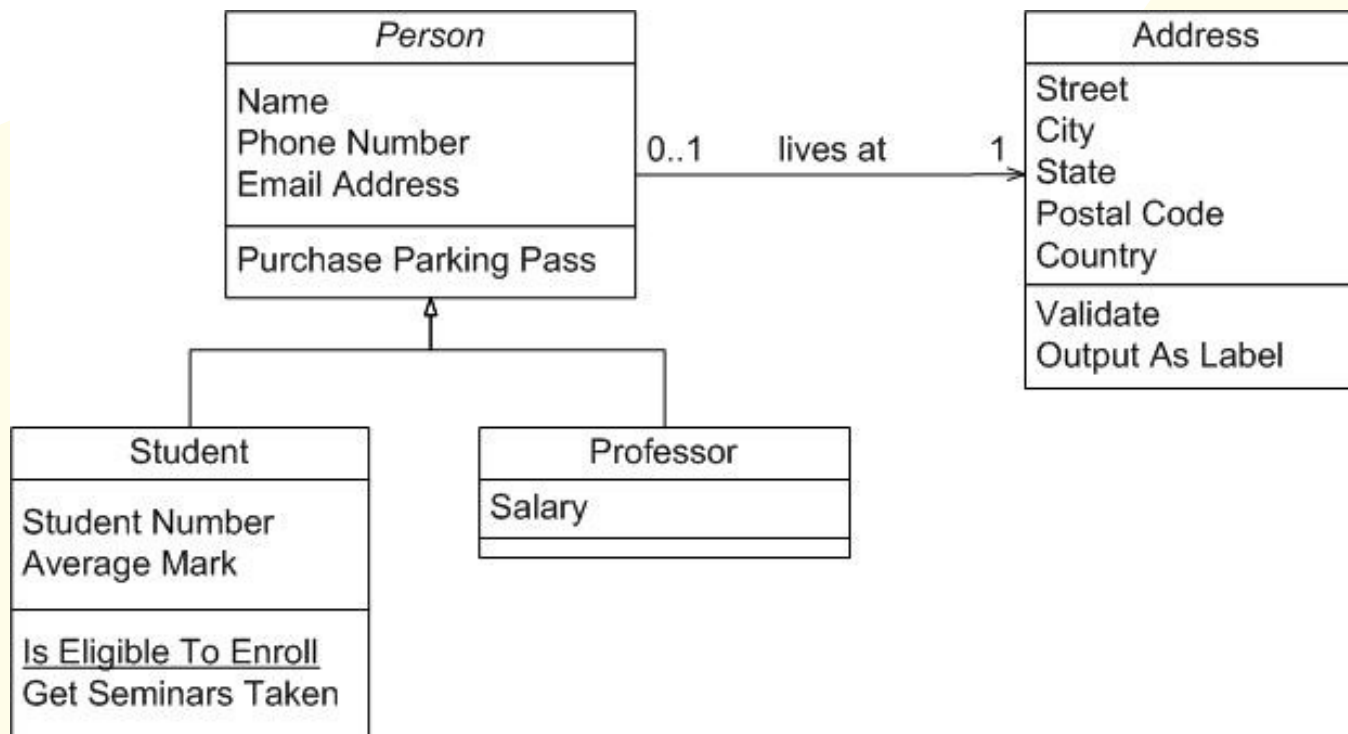 Person
Name
Phone Number
Email Address
Purchase Parking Pass
0..1 lives at 1
Address
Street
City
State
Postal Code
Country
Validate
Output As Label
Student
Student Number
Average Mark
Is Eligible To Enroll
Get Seminars Taken
Professor
Salary